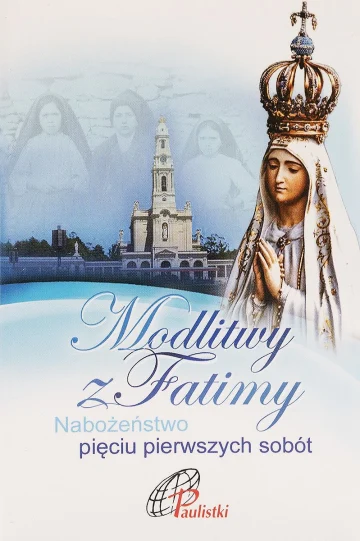 Modlitwy
z Fatimy
Nabożeństwo
pięciu pierwszych sobót
Paulistki